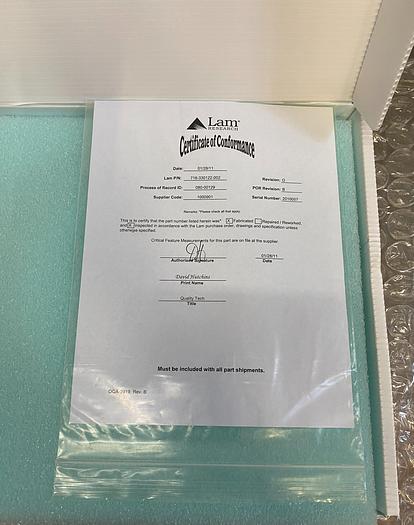 Lam
RESEARCH
Certificate of Conformance
Date: 01/28/11
Lam P/N: 716-330122-002 Revision: D
Process of Record ID: 080-00129 POR Revision: B
Supplier Code: 1000901 Serial Number: 2010007
Remarks: *Please check all that apply
This is to certify that the part number listed herein was* X Fabricated Repaired / Reworked,
and X Inspected in accordance with the Lam purchase order, drawings and specification unless
otherwise specified.
Critical Feature Measurements for this part are on file at the supplier.
01/28/11
Authorized Signature Date
David Hutchins
Print Name
Quality Tech
Title
Must be included with all part shipments.
Rev. B